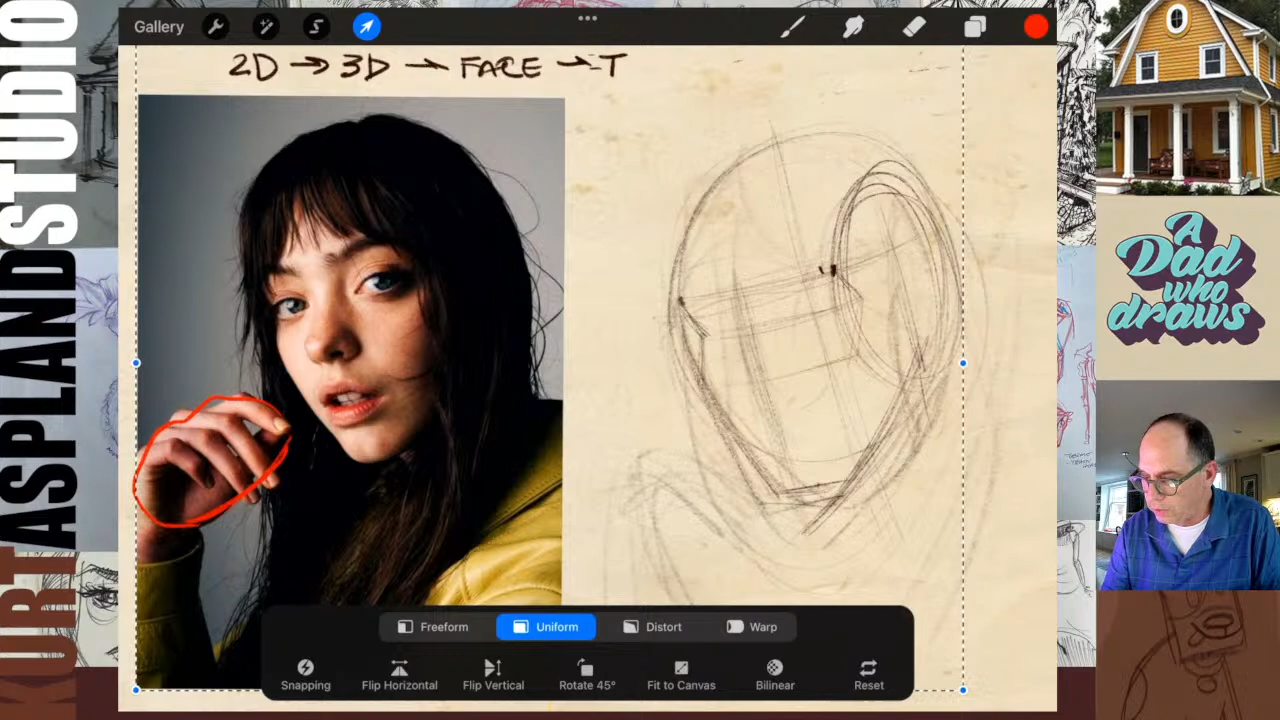 KURT ASPLAND STUDIO
Gallery
2D → 3D → FACE → T
Freeform
Uniform
Distort
Warp
Snapping
Flip Horizontal
Flip Vertical
Rotate 45°
Fit to Canvas
Bilinear
Reset
A
Dad
who
draws